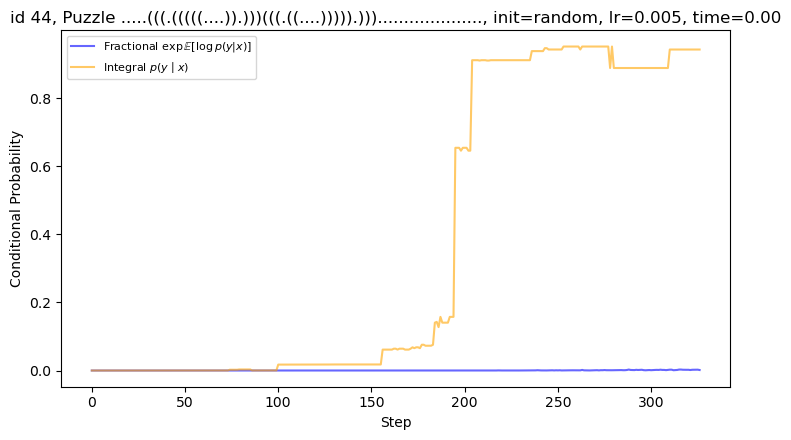 id 44, Puzzle .....(((.(((((....)).)))(((.((....))))).)))....................., init=random, lr=0.005, time=0.00
Fractional exp 𝔼[log p(y|x)]
Integral p(y | x)
Conditional Probability
0.8
0.6
0.4
0.2
0.0
0 50 100 150 200 250 300
Step